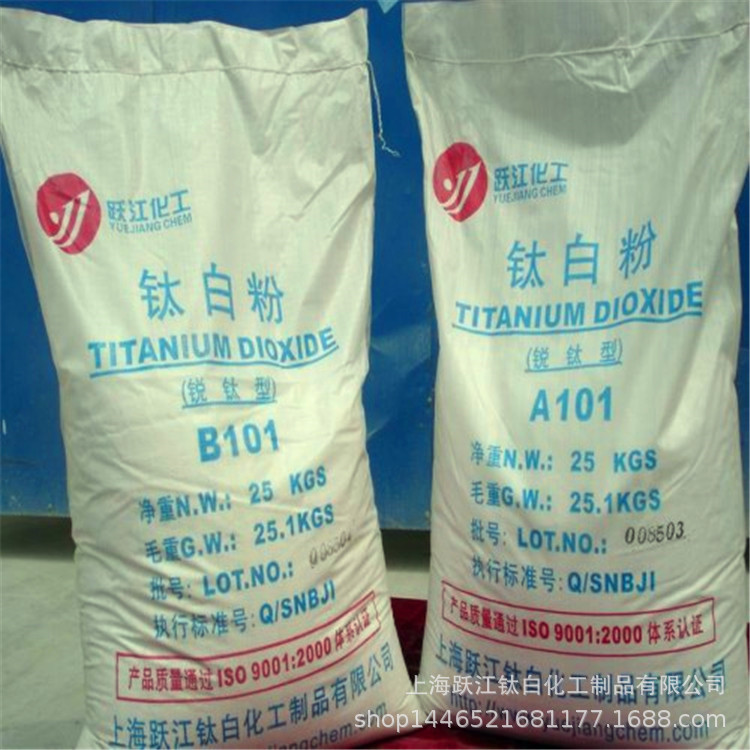 跃江化工
YUEJIANG CHEM
钛白粉
TITANIUM DIOXIDE
(锐钛型)
B101
净重N.W.: 25 KGS
毛重G.W.: 25.1KGS
批号: LOT.NO.:
执行标准号: Q/SNBJI
产品质量通过ISO 9001:2000体系认证
上海跃江钛白化工制品有限公司
跃江化工
YUEJIANG CHEM
钛白粉
TITANIUM DIOXIDE
(锐钛型)
A101
净重N.W.: 25 KGS
毛重G.W.: 25.1KGS
批号: LOT.NO.: 008503
执行标准号: Q/SNBJI
产品质量通过ISO 9001:2000体系认证
上海跃江钛白化工制品有限公司
上海跃江钛白化工制品有限公司
shop1446521681177.1688.com